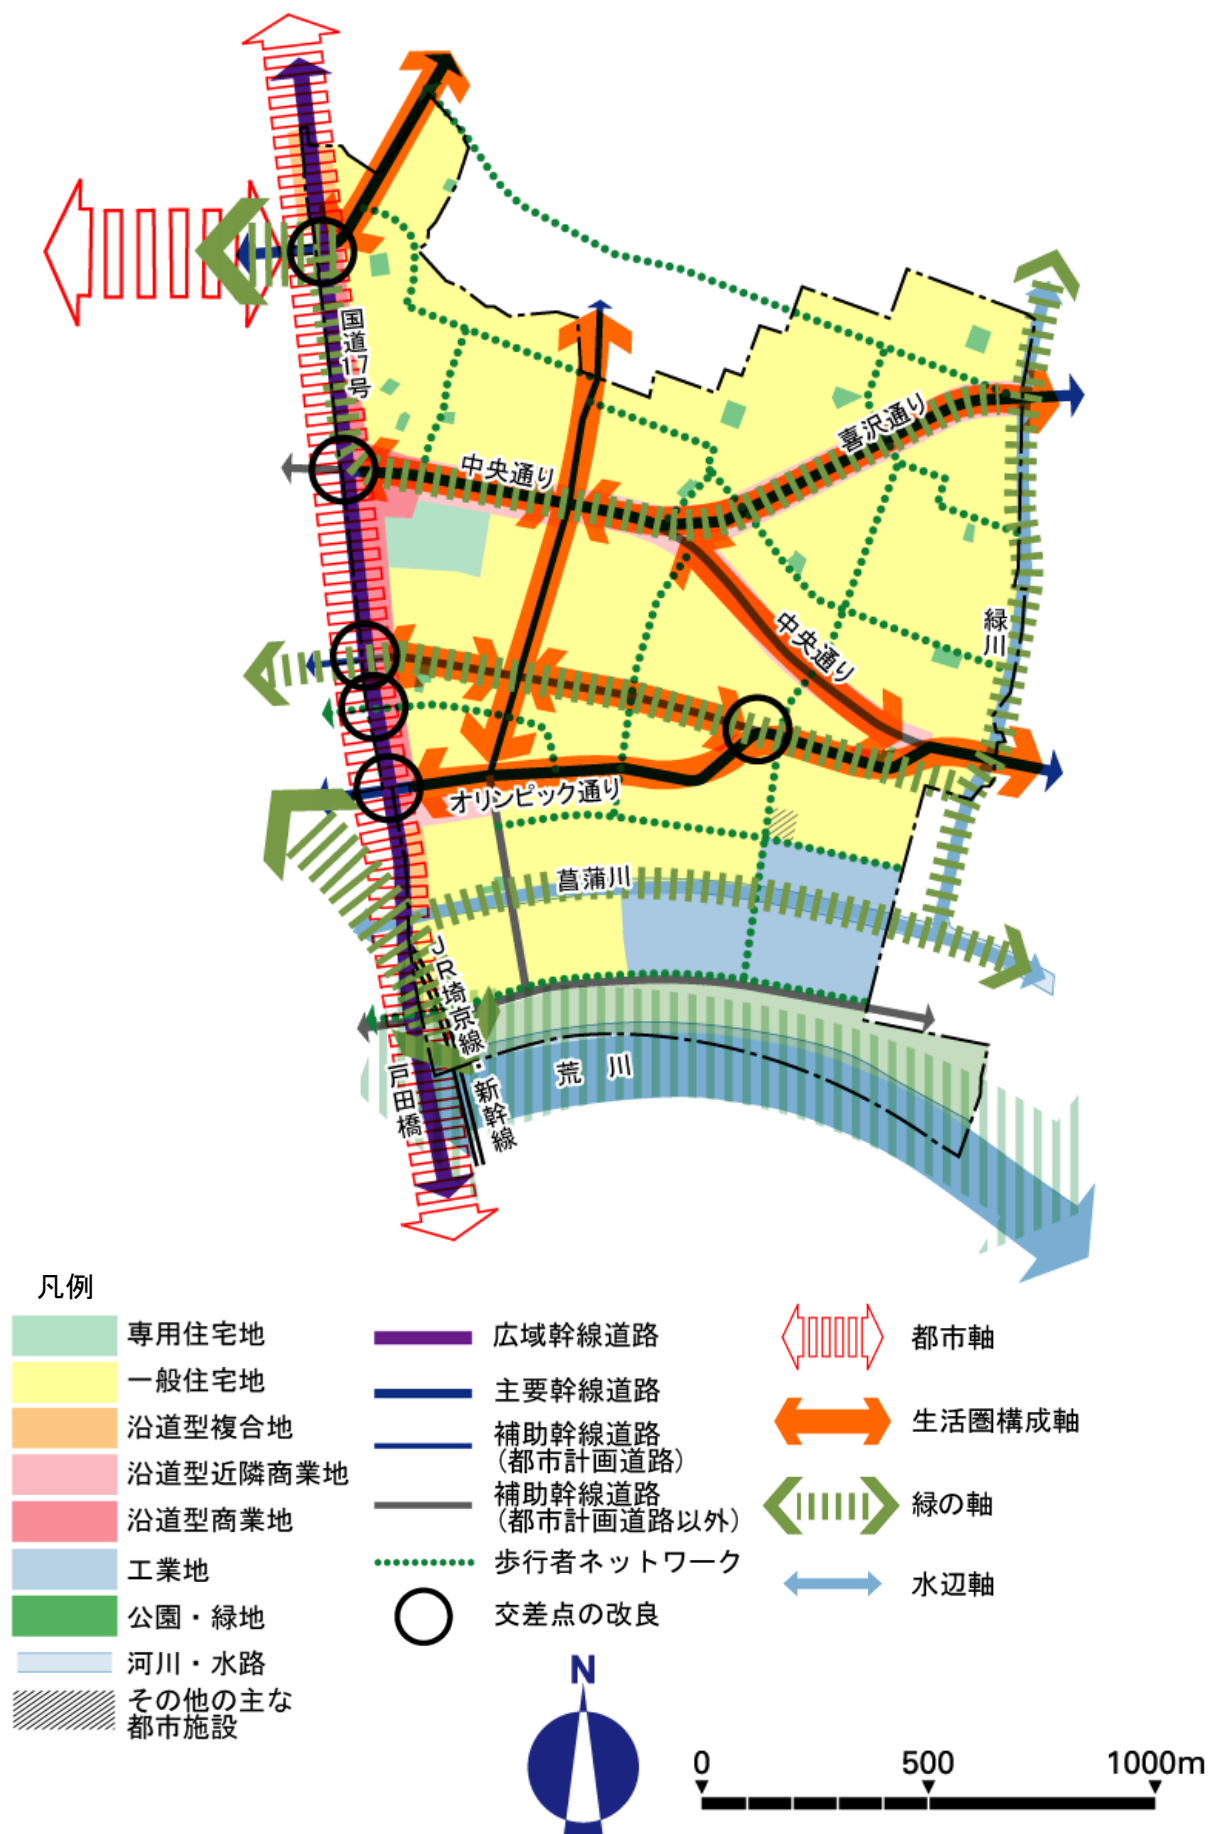 国道17号
中央通り
喜沢通り
中央通り
緑川
オリンピック通り
菖蒲川
JR埼京線・新幹線
荒川
戸田橋
凡例
専用住宅地
一般住宅地
沿道型複合地
沿道型近隣商業地
沿道型商業地
工業地
公園・緑地
河川・水路
その他の主な
都市施設
広域幹線道路
主要幹線道路
補助幹線道路
(都市計画道路)
補助幹線道路
(都市計画道路以外)
歩行者ネットワーク
交差点の改良
都市軸
生活圏構成軸
緑の軸
水辺軸
N
0 500 1000m